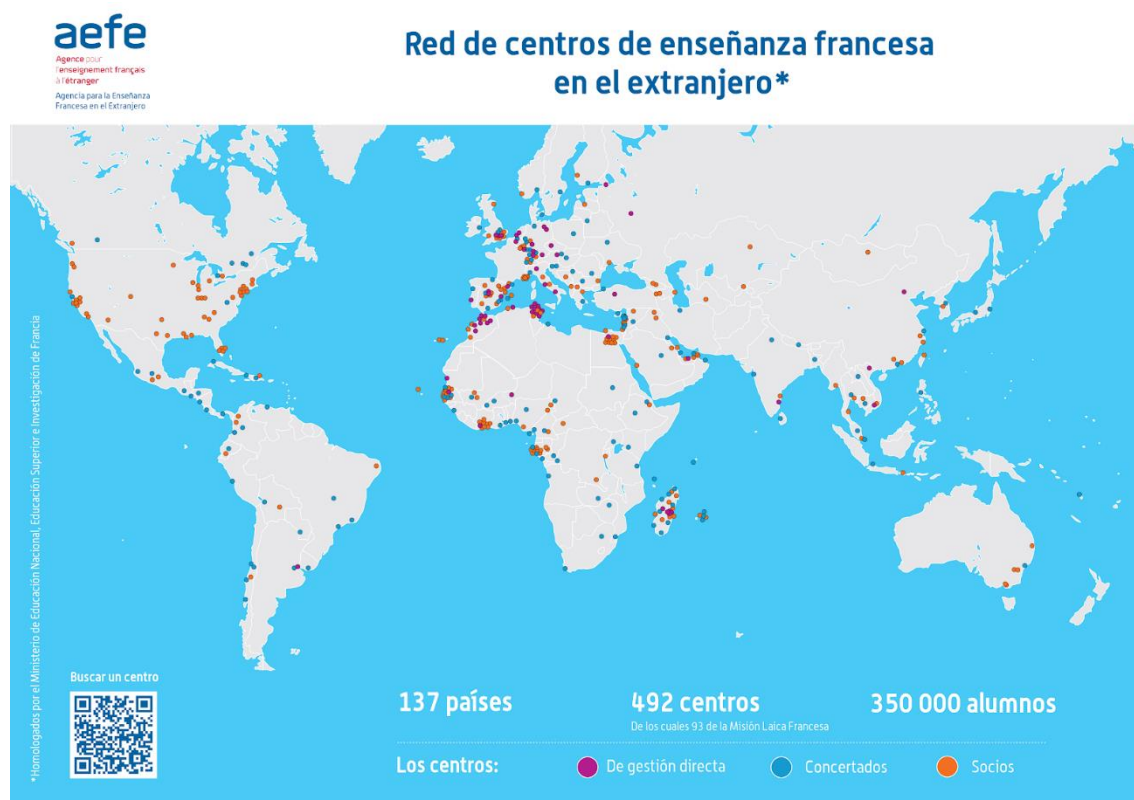 aefe
Agence pour
l'enseignement français
à l'étranger
Agencia para la Enseñanza
Francesa en el Extranjero
Red de centros de enseñanza francesa
en el extranjero*
*Homologados por el Ministerio de Educación Nacional, Educación Superior e Investigación de Francia
Buscar un centro
137 países
492 centros
De los cuales 93 de la Misión Laica Francesa
350 000 alumnos
Los centros:
De gestión directa
Concertados
Socios